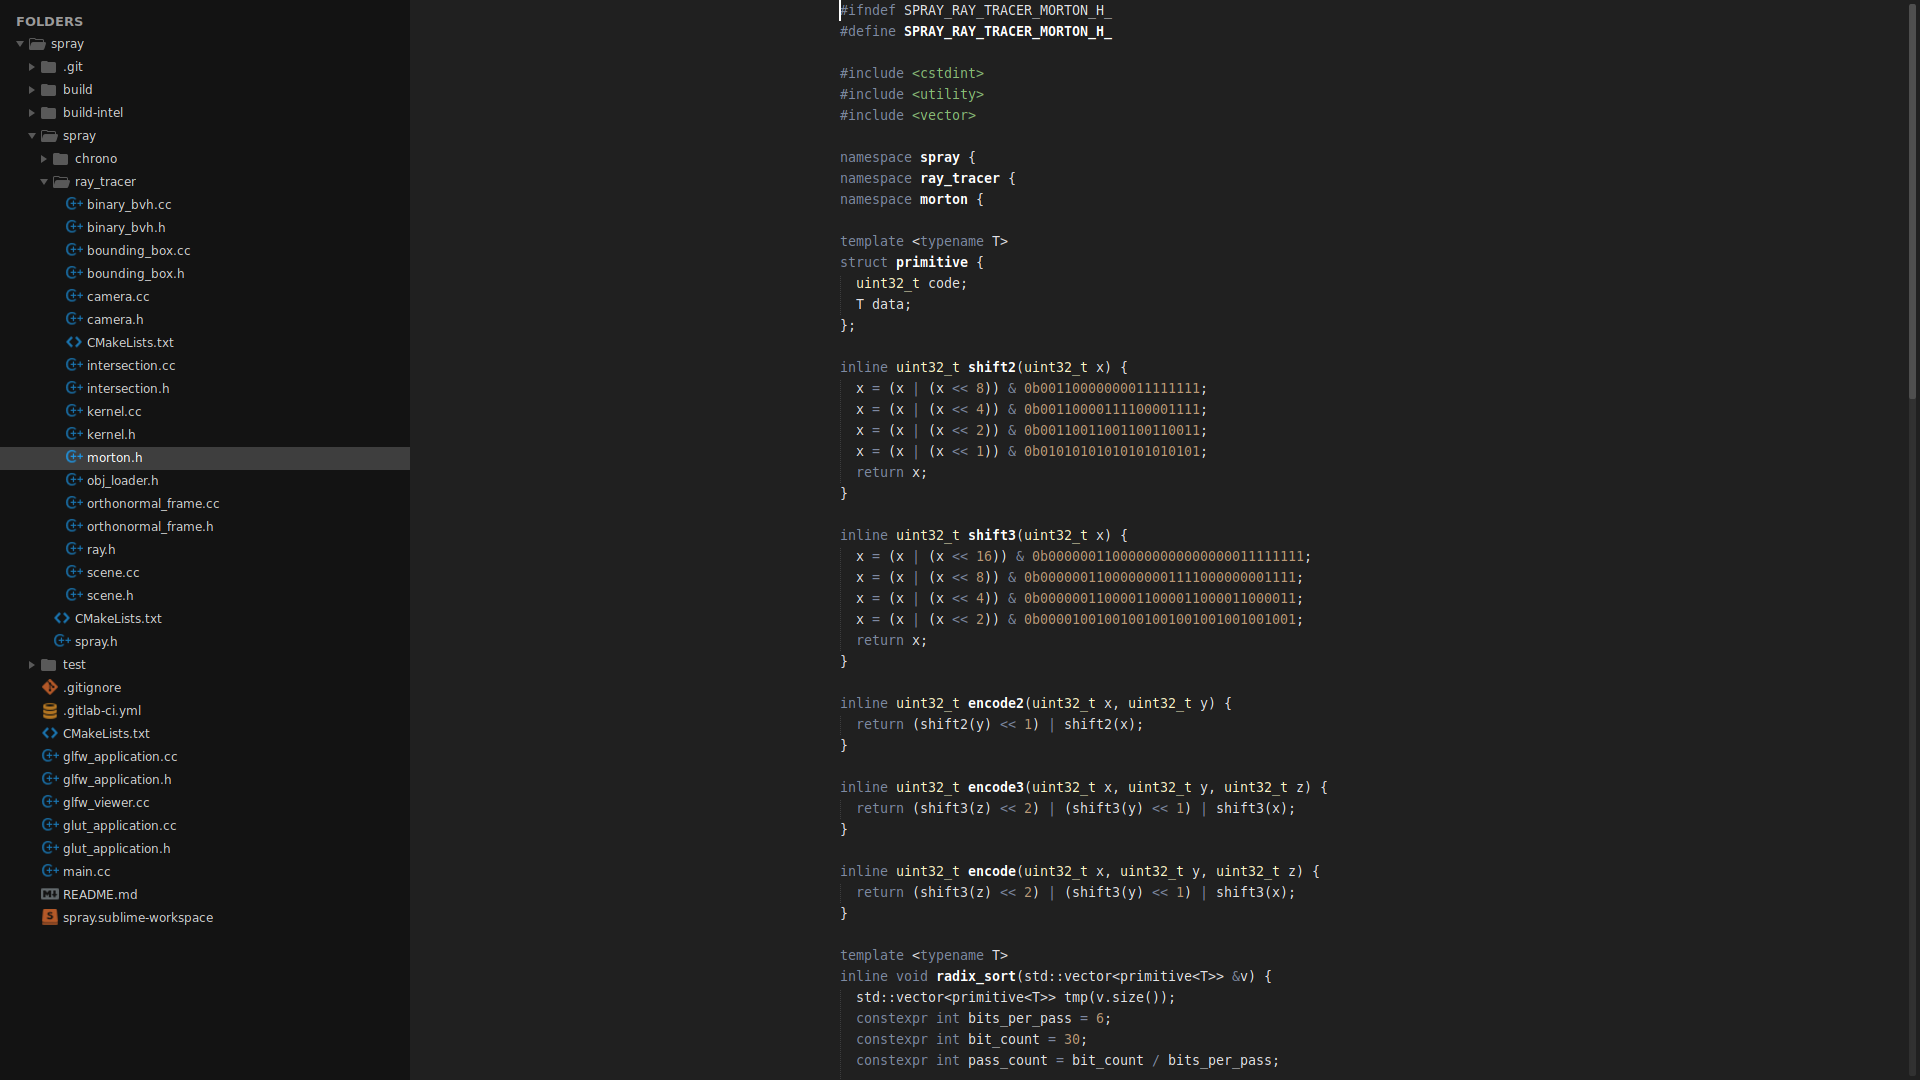 FOLDERS
spray
.git
build
build-intel
spray
chrono
ray_tracer
binary_bvh.cc
binary_bvh.h
bounding_box.cc
bounding_box.h
camera.cc
camera.h
CMakeLists.txt
intersection.cc
intersection.h
kernel.cc
kernel.h
morton.h
obj_loader.h
orthonormal_frame.cc
orthonormal_frame.h
ray.h
scene.cc
scene.h
CMakeLists.txt
spray.h
test
.gitignore
.gitlab-ci.yml
CMakeLists.txt
glfw_application.cc
glfw_application.h
glfw_viewer.cc
glut_application.cc
glut_application.h
main.cc
README.md
spray.sublime-workspace
#ifndef SPRAY_RAY_TRACER_MORTON_H_
#define SPRAY_RAY_TRACER_MORTON_H_
#include <cstdint>
#include <utility>
#include <vector>
namespace spray {
namespace ray_tracer {
namespace morton {
template <typename T>
struct primitive {
uint32_t code;
T data;
};
inline uint32_t shift2(uint32_t x) {
x = (x | (x << 8)) & 0b00110000000011111111;
x = (x | (x << 4)) & 0b00110000111100001111;
x = (x | (x << 2)) & 0b00110011001100110011;
x = (x | (x << 1)) & 0b01010101010101010101;
return x;
}
inline uint32_t shift3(uint32_t x) {
x = (x | (x << 16)) & 0b00000011000000000000000011111111;
x = (x | (x << 8)) & 0b00000011000000001111000000001111;
x = (x | (x << 4)) & 0b00000011000011000011000011000011;
x = (x | (x << 2)) & 0b00001001001001001001001001001001;
return x;
}
inline uint32_t encode2(uint32_t x, uint32_t y) {
return (shift2(y) << 1) | shift2(x);
}
inline uint32_t encode3(uint32_t x, uint32_t y, uint32_t z) {
return (shift3(z) << 2) | (shift3(y) << 1) | shift3(x);
}
inline uint32_t encode(uint32_t x, uint32_t y, uint32_t z) {
return (shift3(z) << 2) | (shift3(y) << 1) | shift3(x);
}
template <typename T>
inline void radix_sort(std::vector<primitive<T>> &v) {
std::vector<primitive<T>> tmp(v.size());
constexpr int bits_per_pass = 6;
constexpr int bit_count = 30;
constexpr int pass_count = bit_count / bits_per_pass;